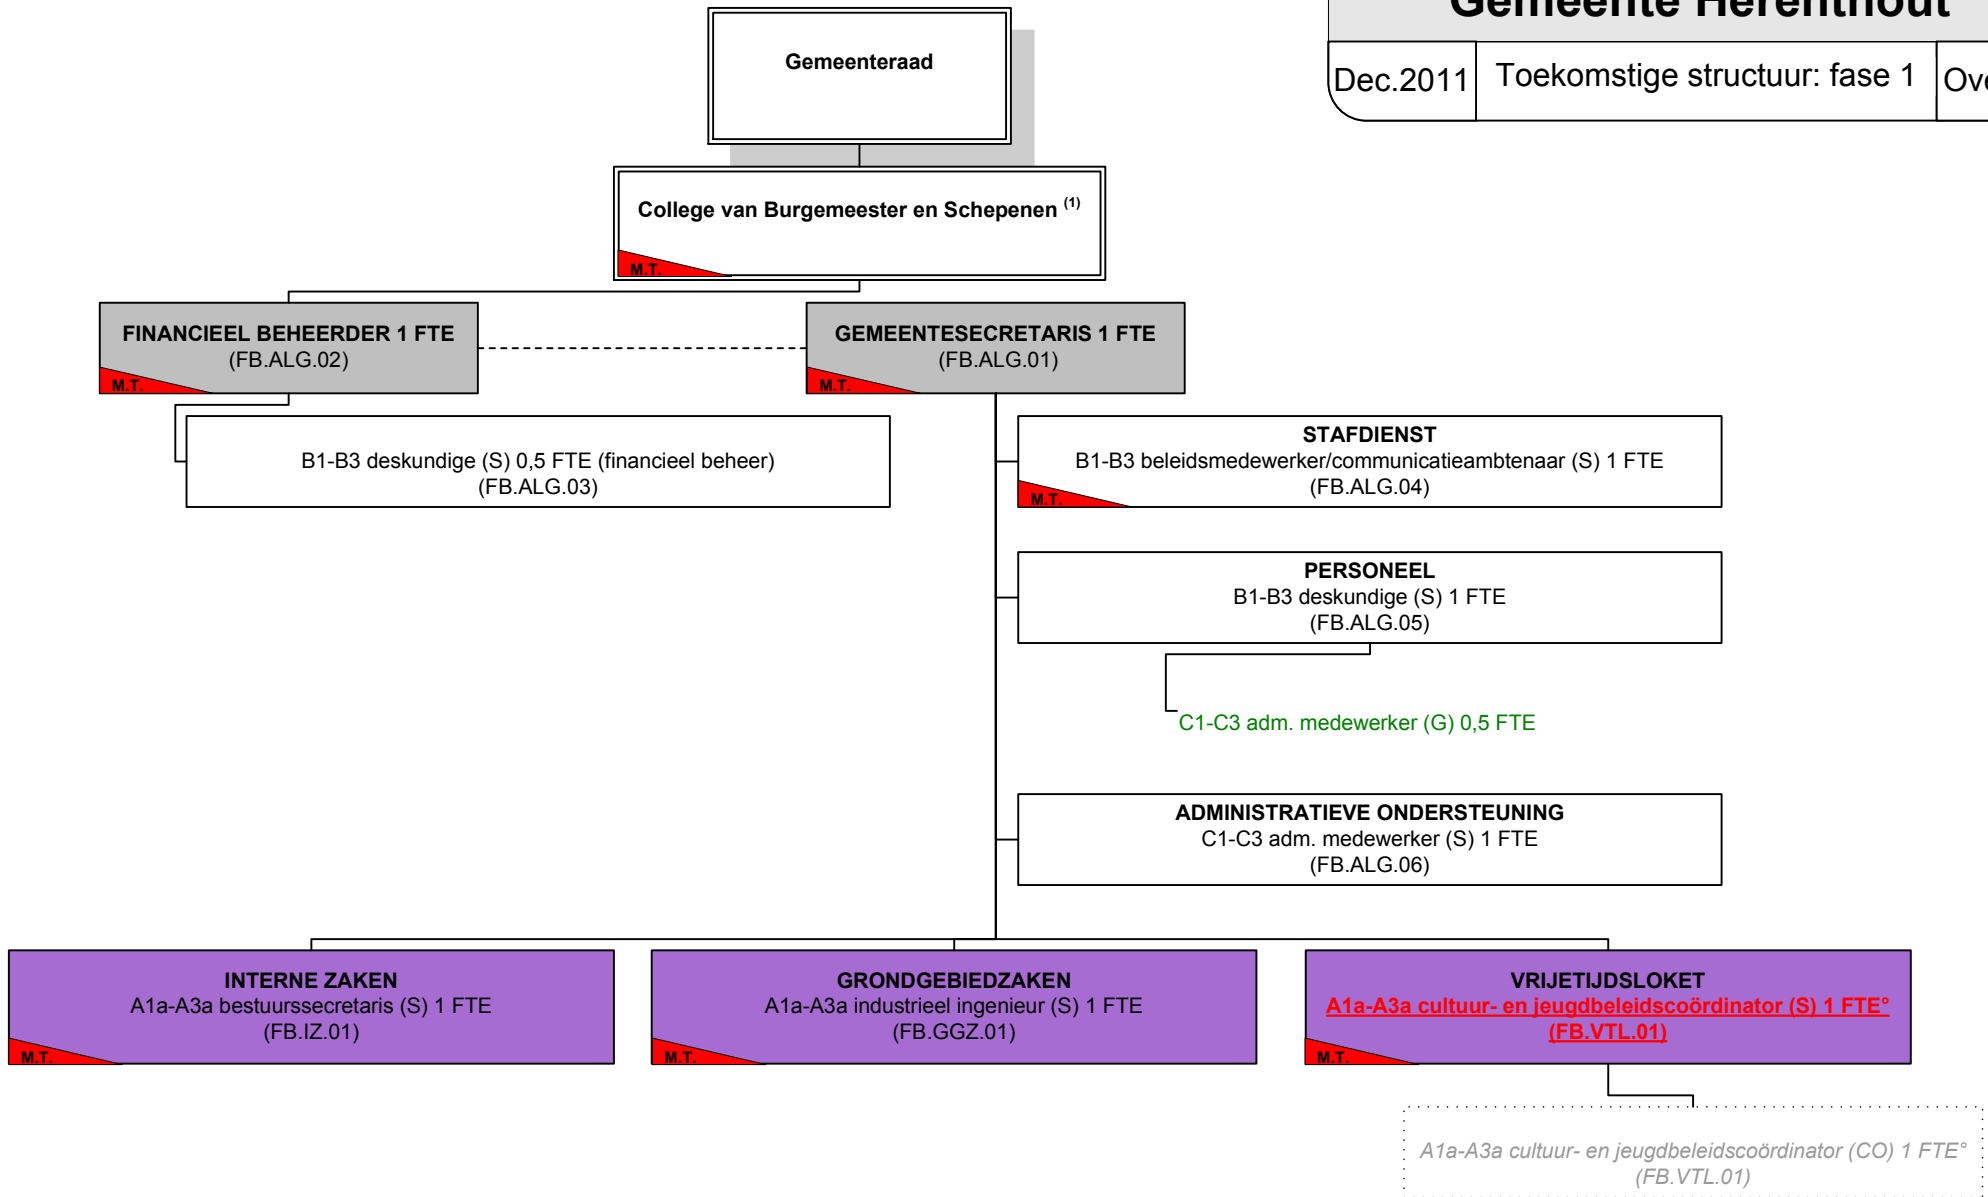 Gemeente Herenthout
Dec.2011
Toekomstige structuur: fase 1
Gemeenteraad
College van Burgemeester en Schepenen (1)
M.T.
FINANCIEEL BEHEERDER 1 FTE
(FB.ALG.02)
M.T.
GEMEENTESECRETARIS 1 FTE
(FB.ALG.01)
M.T.
B1-B3 deskundige (S) 0,5 FTE (financieel beheer)
(FB.ALG.03)
STAFDIENST
B1-B3 beleidsmedewerker/communicatieambtenaar (S) 1 FTE
(FB.ALG.04)
M.T.
PERSONEEL
B1-B3 deskundige (S) 1 FTE
(FB.ALG.05)
C1-C3 adm. medewerker (G) 0,5 FTE
ADMINISTRATIEVE ONDERSTEUNING
C1-C3 adm. medewerker (S) 1 FTE
(FB.ALG.06)
INTERNE ZAKEN
A1a-A3a bestuurssecretaris (S) 1 FTE
(FB.IZ.01)
M.T.
GRONDGEBIEDZAKEN
A1a-A3a industrieel ingenieur (S) 1 FTE
(FB.GGZ.01)
M.T.
VRIJETIJDSLOKET
A1a-A3a cultuur- en jeugdbeleidscoördinator (S) 1 FTE°
(FB.VTL.01)
M.T.
A1a-A3a cultuur- en jeugdbeleidscoördinator (CO) 1 FTE°
(FB.VTL.01)